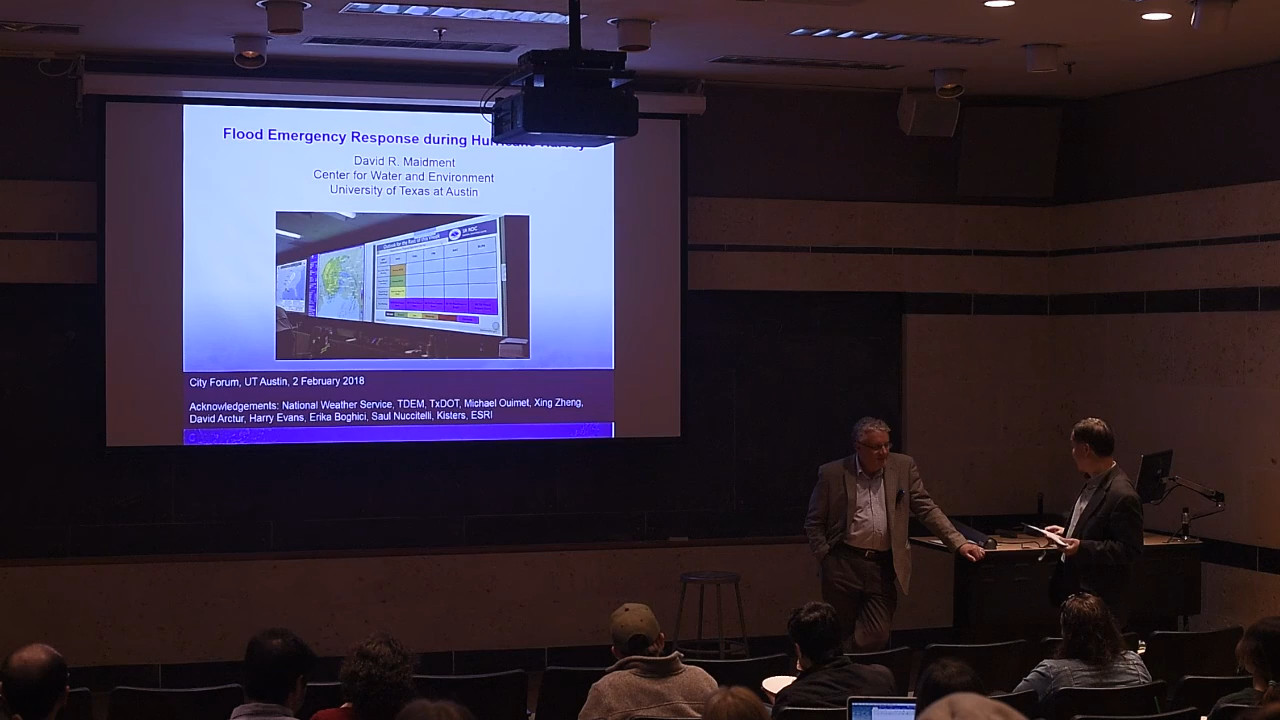 Flood Emergency Response during Hurricane Harvey
David R. Maidment
Center for Water and Environment
University of Texas at Austin
City Forum, UT Austin, 2 February 2018
Acknowledgements: National Weather Service, TDEM, TxDOT, Michael Ouimet, Xing Zheng,
David Arctur, Harry Evans, Erika Boghici, Saul Nuccitelli, Kisters, ESRI